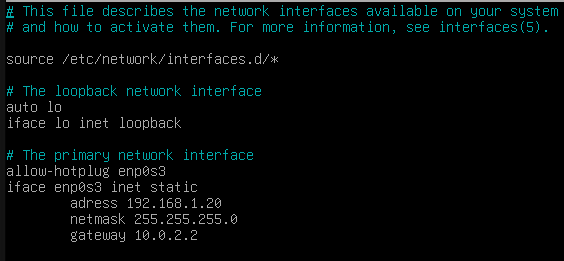 # This file describes the network interfaces available on your system
# and how to activate them. For more information, see interfaces(5).
source /etc/network/interfaces.d/*
# The loopback network interface
auto lo
iface lo inet loopback
# The primary network interface
allow-hotplug enp0s3
iface enp0s3 inet static
adress 192.168.1.20
netmask 255.255.255.0
gateway 10.0.2.2